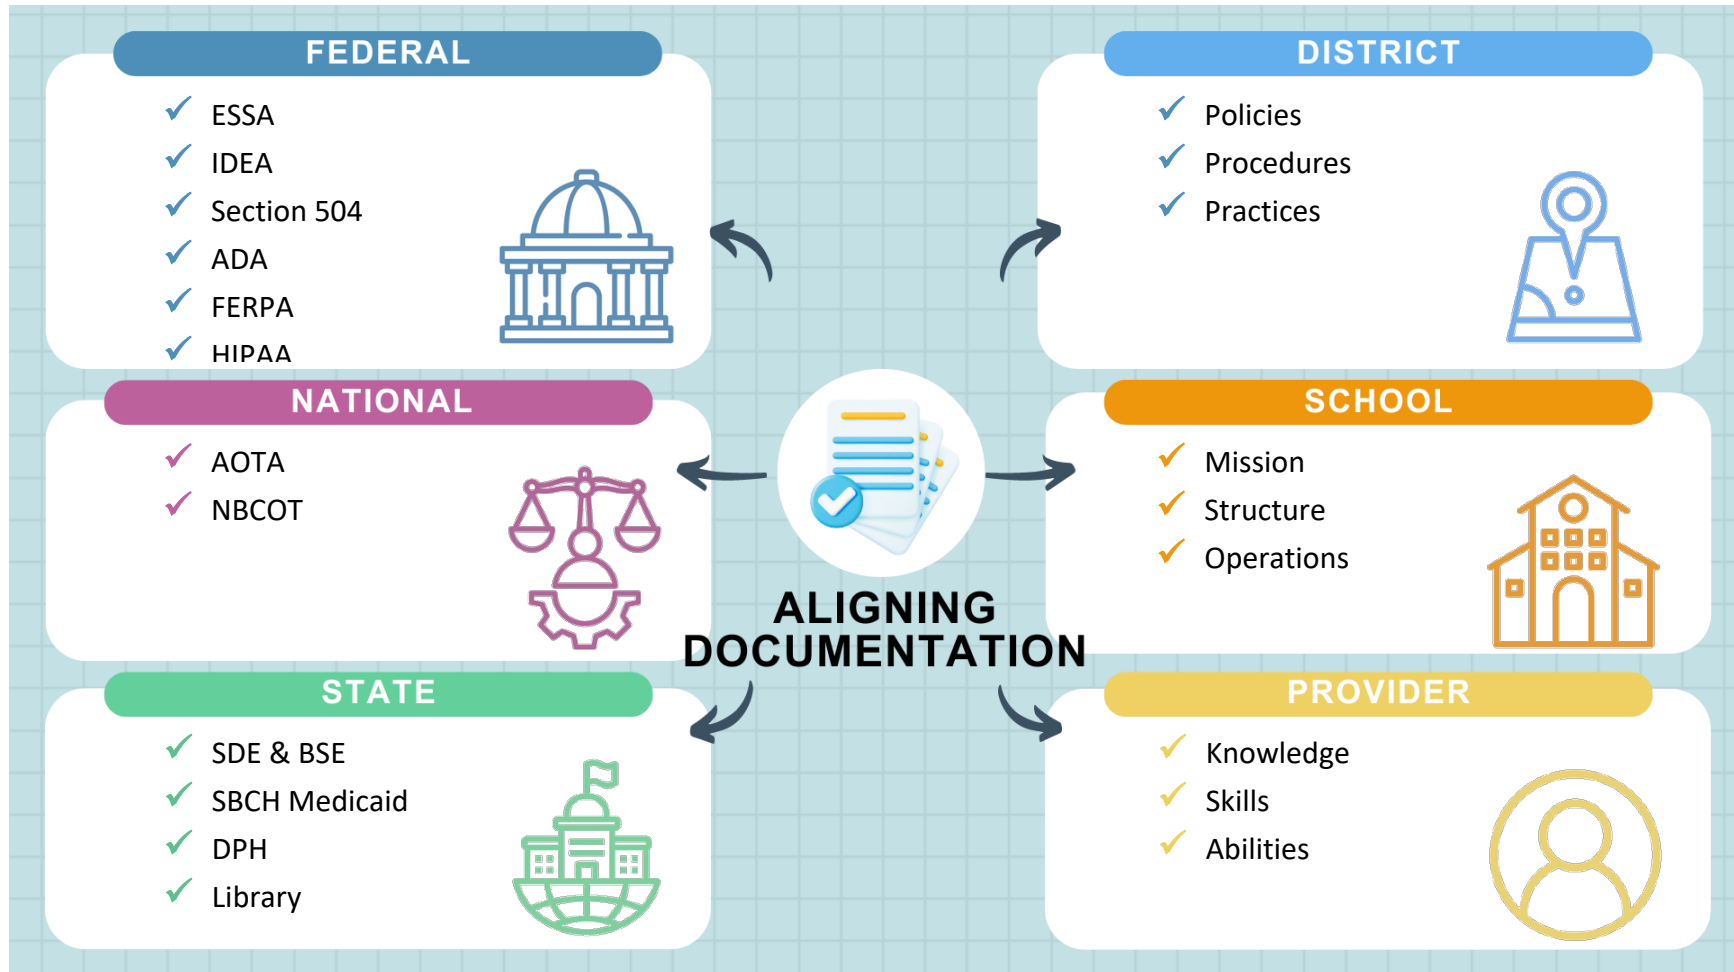 FEDERAL
ESSA
IDEA
Section 504
ADA
FERPA
HIPAA
NATIONAL
AOTA
NBCOT
STATE
SDE & BSE
SBCH Medicaid
DPH
Library
ALIGNING
DOCUMENTATION
DISTRICT
Policies
Procedures
Practices
SCHOOL
Mission
Structure
Operations
PROVIDER
Knowledge
Skills
Abilities